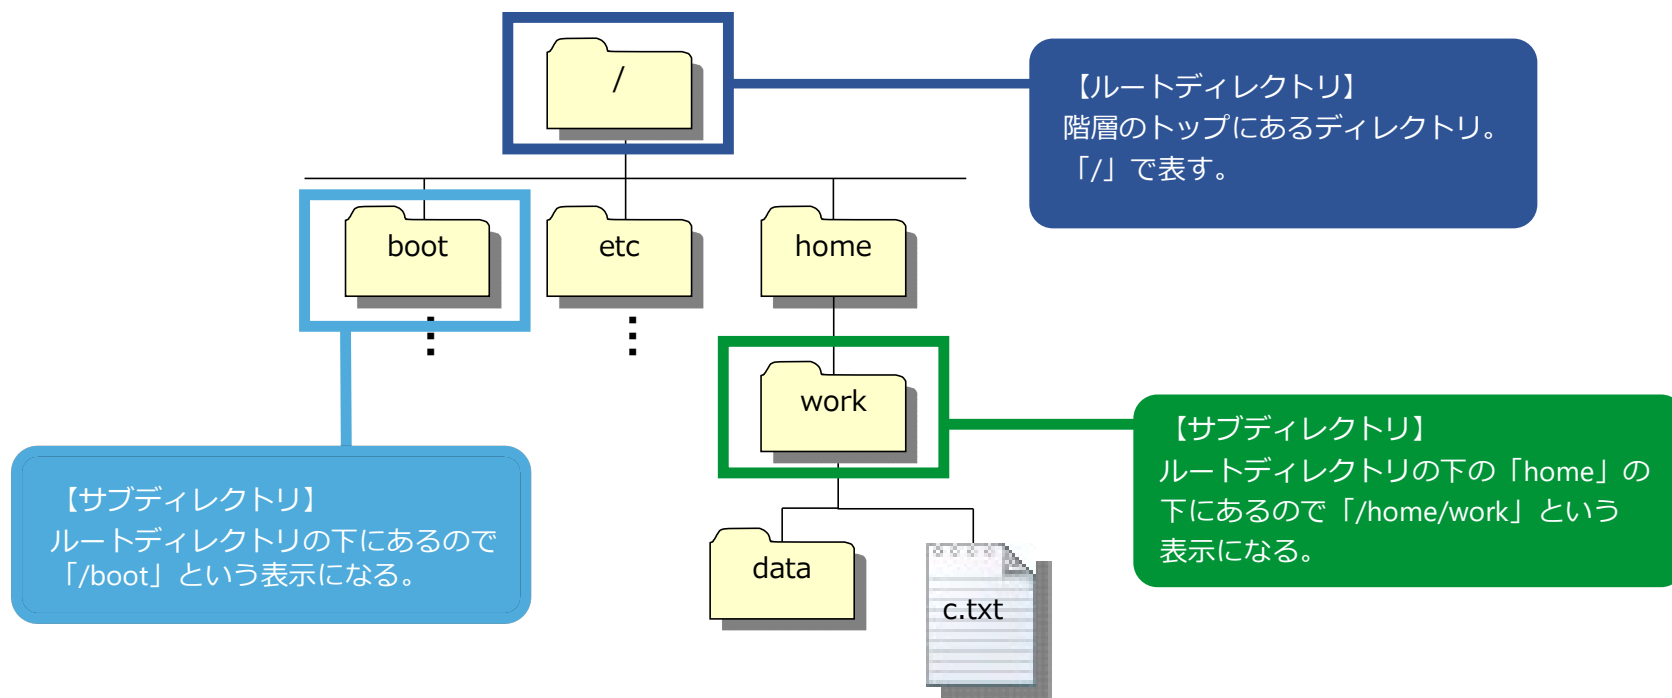 /
【ルートディレクトリ】
階層のトップにあるディレクトリ。
「/」で表す。
boot
etc
home
work
【サブディレクトリ】
ルートディレクトリの下の「home」の
下にあるので「/home/work」という
表示になる。
【サブディレクトリ】
ルートディレクトリの下にあるので
「/boot」という表示になる。
data
c.txt